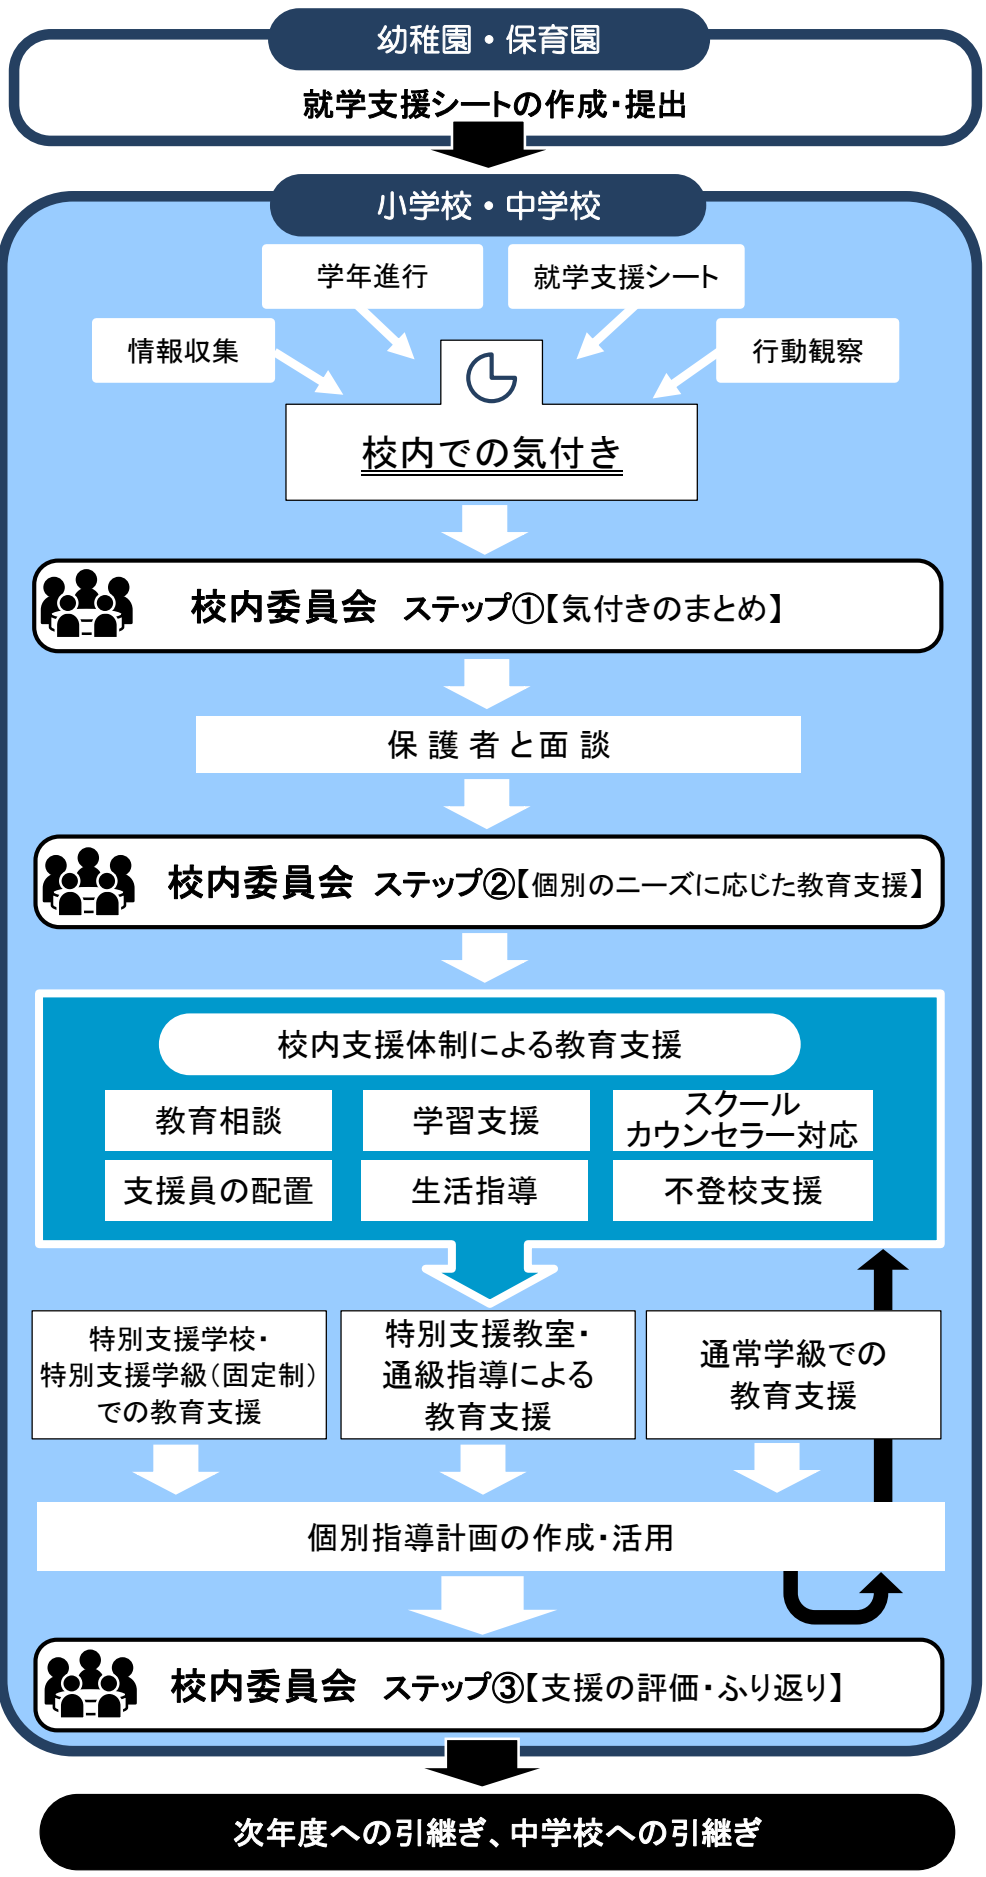 幼稚園・保育園
就学支援シートの作成・提出
小学校・中学校
学年進行
就学支援シート
情報収集
行動観察
校内での気付き
校内委員会　ステップ①【気付きのまとめ】
保護者と面談
校内委員会　ステップ②【個別のニーズに応じた教育支援】
校内支援体制による教育支援
教育相談
学習支援
スクール
カウンセラー対応
支援員の配置
生活指導
不登校支援
特別支援学校・
特別支援学級（固定制）
での教育支援
特別支援教室・
通級指導による
教育支援
通常学級での
教育支援
個別指導計画の作成・活用
校内委員会　ステップ③【支援の評価・ふり返り】
次年度への引継ぎ、中学校への引継ぎ